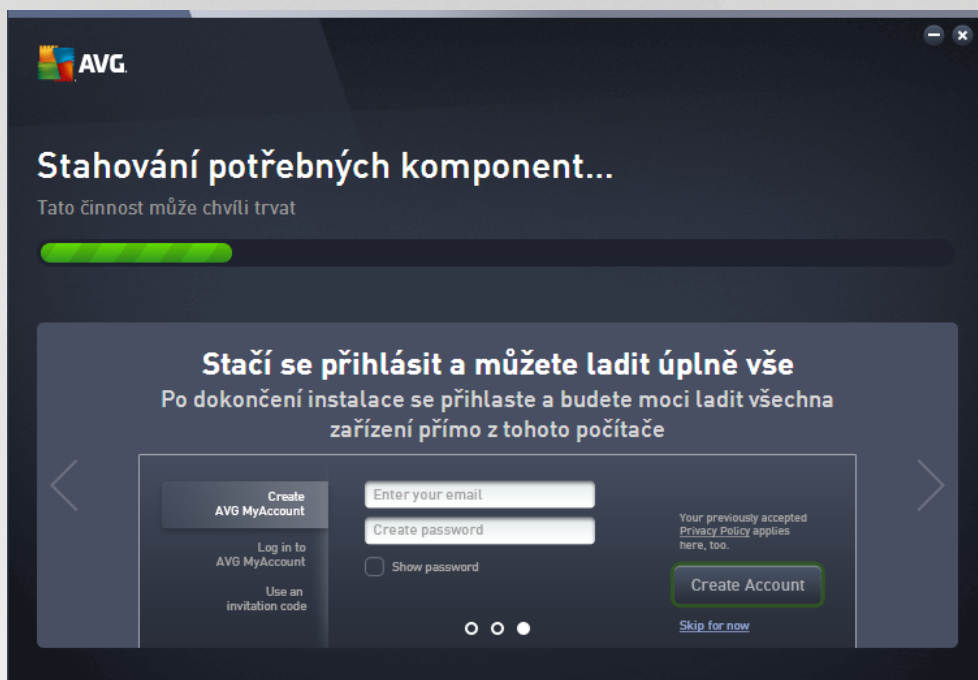 AVG.
Stahování potřebných komponent...
Tato činnost může chvíli trvat
Stačí se přihlásit a můžete ladit úplně vše
Po dokončení instalace se přihlaste a budete moci ladit všechna
zařízení přímo z tohoto počítače
Create
AVG MyAccount
Log in to
AVG MyAccount
Use an
invitation code
Enter your email
Create password
Show password
Your previously accepted
Privacy Policy applies
here, too.
Create Account
Skip for now